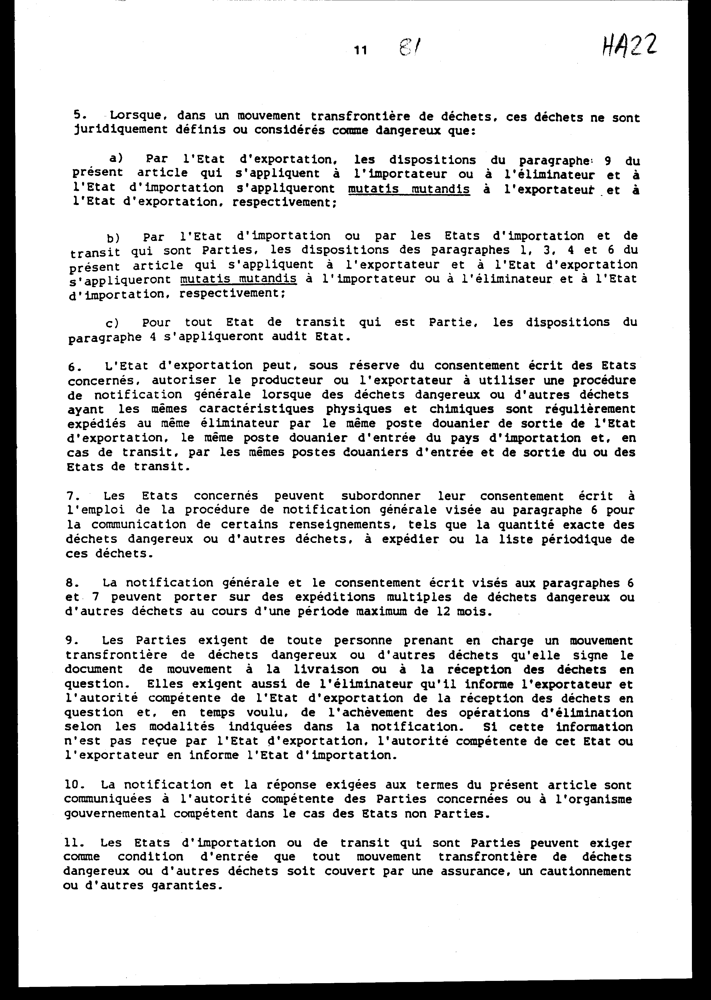 11 81 HA22
5. Lorsque, dans un mouvement transfrontière de déchets, ces déchets ne sont
juridiquement définis ou considérés comme dangereux que:
a) Par l'Etat d'exportation, les dispositions du paragraphe 9 du
présent article qui s'appliquent à l'importateur ou à l'éliminateur et à
l'Etat d'importation s'appliqueront mutatis mutandis à l'exportateur et à
l'Etat d'exportation, respectivement;
b) Par l'Etat d'importation ou par les Etats d'importation et de
transit qui sont Parties, les dispositions des paragraphes 1, 3, 4 et 6 du
présent article qui s'appliquent à l'exportateur et à l'Etat d'exportation
s'appliqueront mutatis mutandis à l'importateur ou à l'éliminateur et à l'Etat
d'importation, respectivement;
c) Pour tout Etat de transit qui est Partie, les dispositions du
paragraphe 4 s'appliqueront audit Etat.
6. L'Etat d'exportation peut, sous réserve du consentement écrit des Etats
concernés, autoriser le producteur ou l'exportateur à utiliser une procédure
de notification générale lorsque des déchets dangereux ou d'autres déchets
ayant les mêmes caractéristiques physiques et chimiques sont régulièrement
expédiés au même éliminateur par le même poste douanier de sortie de l'Etat
d'exportation, le même poste douanier d'entrée du pays d'importation et, en
cas de transit, par les mêmes postes douaniers d'entrée et de sortie du ou des
Etats de transit.
7. Les Etats concernés peuvent subordonner leur consentement écrit à
l'emploi de la procédure de notification générale visée au paragraphe 6 pour
la communication de certains renseignements, tels que la quantité exacte des
déchets dangereux ou d'autres déchets, à expédier ou la liste périodique de
ces déchets.
8. La notification générale et le consentement écrit visés aux paragraphes 6
et 7 peuvent porter sur des expéditions multiples de déchets dangereux ou
d'autres déchets au cours d'une période maximum de 12 mois.
9. Les Parties exigent de toute personne prenant en charge un mouvement
transfrontière de déchets dangereux ou d'autres déchets qu'elle signe le
document de mouvement à la livraison ou à la réception des déchets en
question. Elles exigent aussi de l'éliminateur qu'il informe l'exportateur et
l'autorité compétente de l'Etat d'exportation de la réception des déchets en
question et, en temps voulu, de l'achèvement des opérations d'élimination
selon les modalités indiquées dans la notification. Si cette information
n'est pas reçue par l'Etat d'exportation, l'autorité compétente de cet Etat ou
l'exportateur en informe l'Etat d'importation.
10. La notification et la réponse exigées aux termes du présent article sont
communiquées à l'autorité compétente des Parties concernées ou à l'organisme
gouvernemental compétent dans le cas des Etats non Parties.
11. Les Etats d'importation ou de transit qui sont Parties peuvent exiger
comme condition d'entrée que tout mouvement transfrontière de déchets
dangereux ou d'autres déchets soit couvert par une assurance, un cautionnement
ou d'autres garanties.